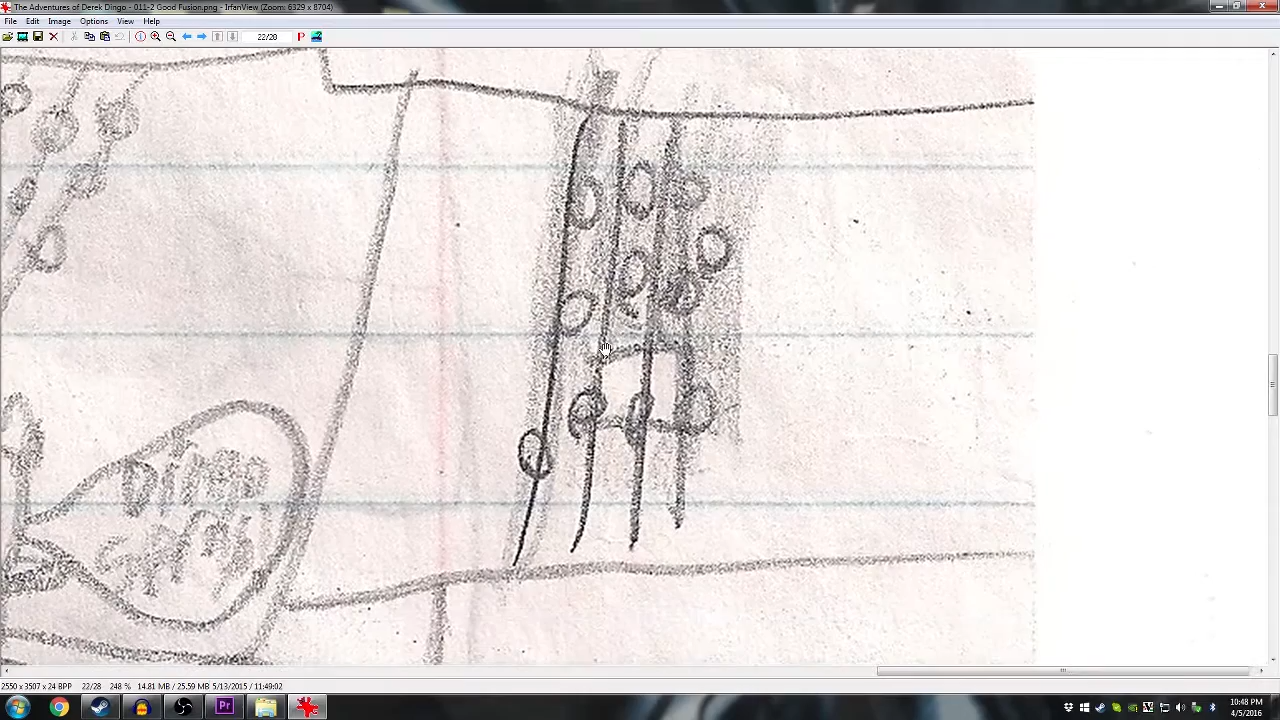 The Adventures of Derek Dingo - 011-2 Good Fusion.png - IrfanView (Zoom: 6329 x 8704)
File Edit Image Options View Help
22/28
Dingo
2550 x 3507 x 24 BPP 22/28 248 % 14.81 MB / 25.59 MB 5/13/2015 / 11:49:02
Pr
10:48 PM
4/5/2016